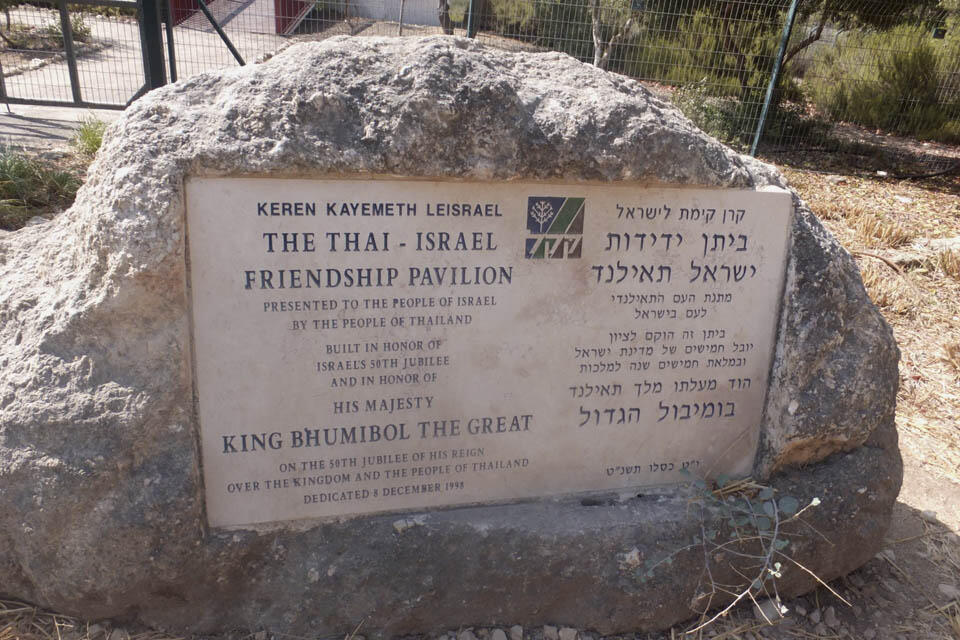 KEREN KAYEMETH LEISRAEL
THE THAI - ISRAEL
FRIENDSHIP PAVILION
PRESENTED TO THE PEOPLE OF ISRAEL
BY THE PEOPLE OF THAILAND
BUILT IN HONOR OF
ISRAEL'S 50TH JUBILEE
AND IN HONOR OF
HIS MAJESTY
KING BHUMIBOL THE GREAT
ON THE 50TH JUBILEE OF HIS REIGN
OVER THE KINGDOM AND THE PEOPLE OF THAILAND
DEDICATED 8 DECEMBER 1998
קקל
קרן קימת לישראל
ביתן ידידות
ישראל תאילנד
מתנת העם התאילנדי
לעם בישראל
ביתן זה הוקם לציון
יובל חמישים של מדינת ישראל
ובמלאת חמישים שנה למלכות
הוד מעלתו מלך תאילנד
בומיבול הגדול
כסלו תשנ"ט